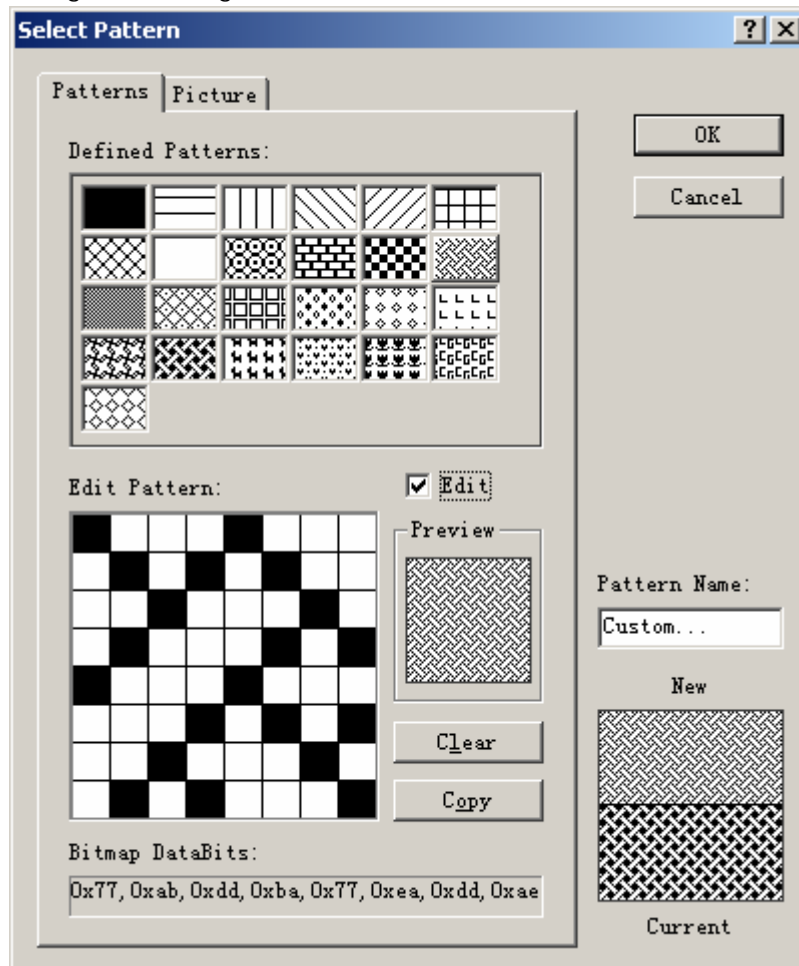 Select Pattern
Patterns Picture
OK
Cancel
Defined Patterns:
Edit Pattern:
Edit
Preview
Pattern Name:
Custom...
New
Clear
Copy
Bitmap DataBits:
0x77, 0xab, 0xdd, 0xba, 0x77, 0xea, 0xdd, 0xae
Current